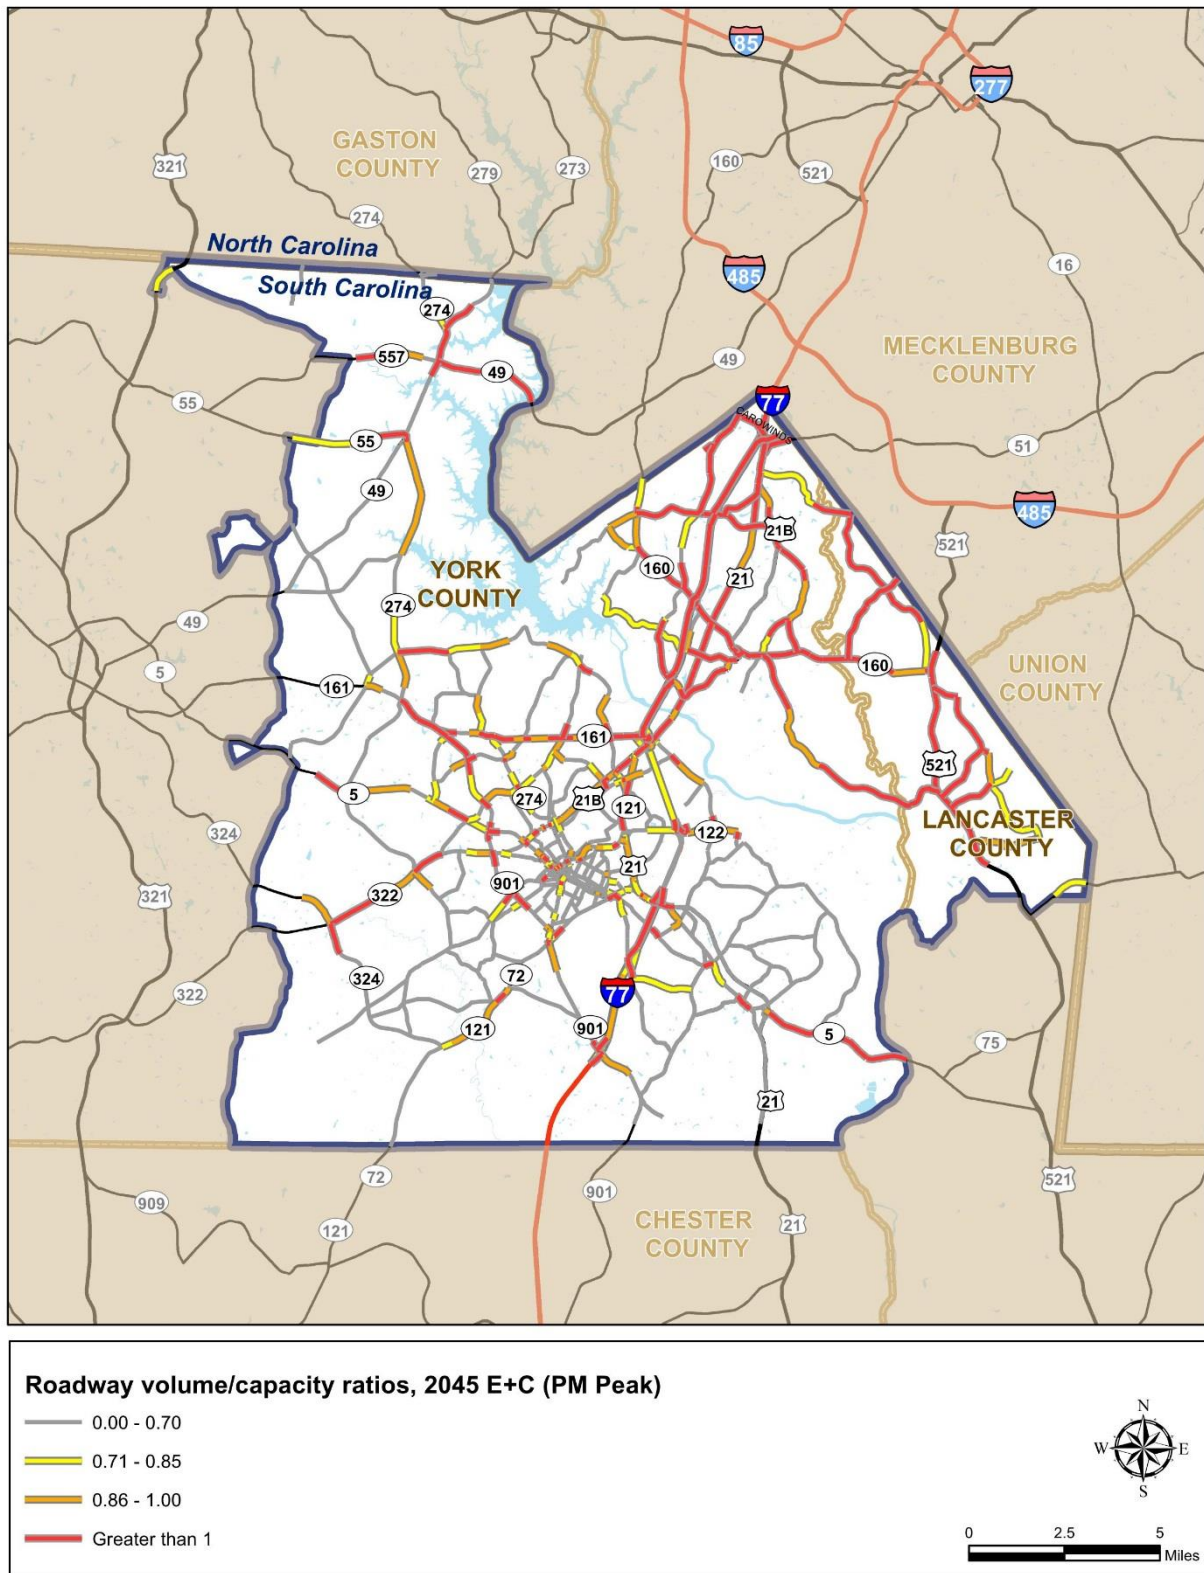 85
277
GASTON
COUNTY
321
279
273
160
521
274
North Carolina
485
16
South Carolina
274
557
49
49
MECKLENBURG
COUNTY
55
77
CAROWINDS
55
51
49
485
21B
521
YORK
COUNTY
160
21
274
49
5
160
UNION
COUNTY
161
161
521
5
274
21B
121
LANCASTER
COUNTY
122
324
21
321
322
901
324
72
322
77
121
901
5
75
21
72
521
909
901
121
CHESTER
COUNTY
21
Roadway volume/capacity ratios, 2045 E+C (PM Peak)
0.00 - 0.70
0.71 - 0.85
0.86 - 1.00
Greater than 1
N
W E
S
0 2.5 5
Miles